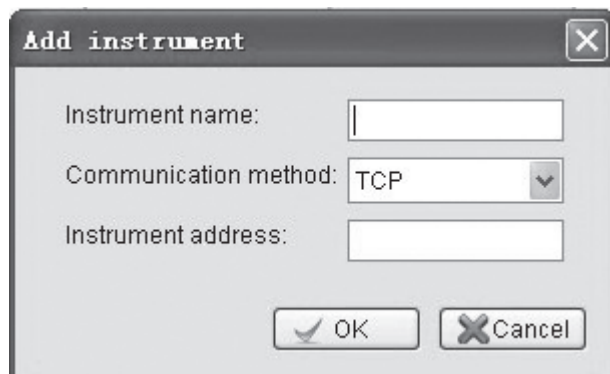 Add instrument
Instrument name:
Communication method: TCP
Instrument address:
OK Cancel